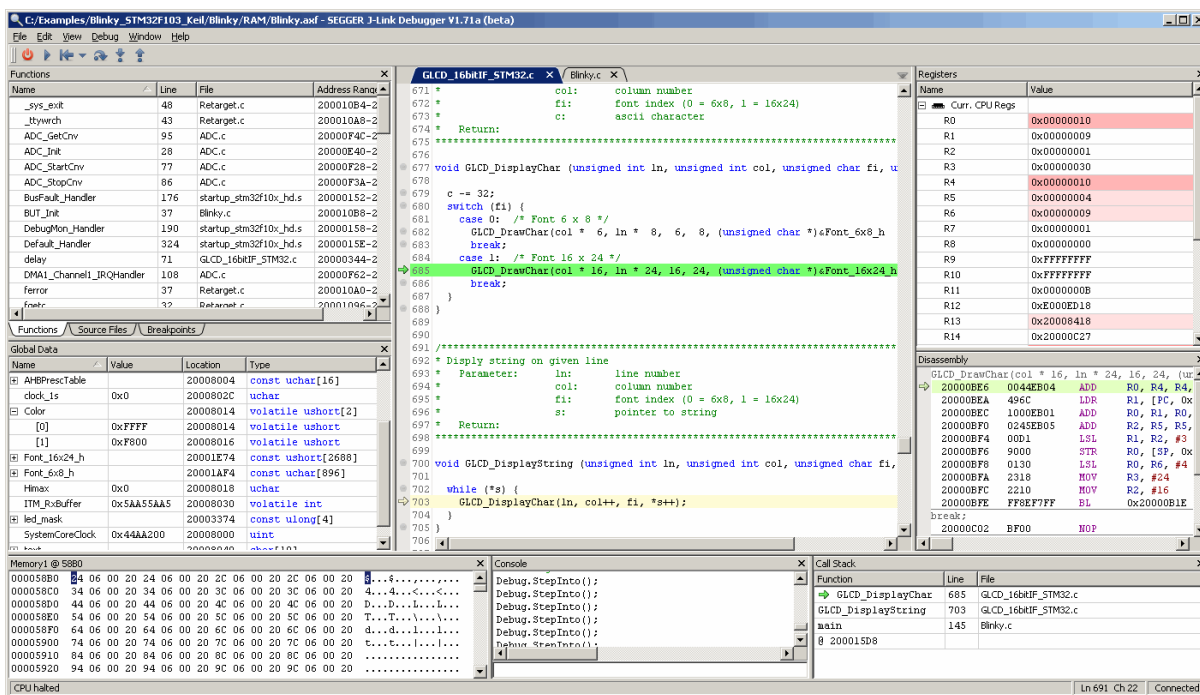 C:/Examples/Blinky_STM32F103_Keil/Blinky/RAM/Blinky.axf - SEGGER J-Link Debugger V1.71a (beta)
File Edit View Debug Window Help
Functions
Name Line File Address Range
_sys_exit 48 Retarget.c 200010B4-2
_ttywrch 43 Retarget.c 200010A8-2
ADC_GetCnv 95 ADC.c 20000F4C-2
ADC_Init 28 ADC.c 20000E40-2
ADC_StartCnv 77 ADC.c 20000F28-2
ADC_StopCnv 86 ADC.c 20000F3A-2
BusFault_Handler 176 startup_stm32f10x_hd.s 20000152-2
BUT_Init 37 Blinky.c 200010B8-2
DebugMon_Handler 190 startup_stm32f10x_hd.s 20000158-2
Default_Handler 324 startup_stm32f10x_hd.s 2000015E-2
delay 71 GLCD_16bitIF_STM32.c 20000344-2
DMA1_Channel1_IRQHandler 108 ADC.c 20000F62-2
ferror 37 Retarget.c 200010A0-2
fgetc 32 Retarget.c 20001096-2
Functions Source Files Breakpoints
Global Data
Name Value Location Type
AHBPrescTable 20008004 const uchar[16]
clock_1s 0x0 2000802C uchar
Color 20008014 volatile ushort[2]
[0] 0xFFFF 20008014 volatile ushort
[1] 0xF800 20008016 volatile ushort
Font_16x24_h 20001E74 const ushort[2688]
Font_6x8_h 20001AF4 const uchar[896]
Himax 0x0 20008018 uchar
ITM_RxBuffer 0x5AA55AA5 20008030 volatile int
led_mask 20003374 const ulong[4]
SystemCoreClock 0x44AA200 20008000 uint
text 20008040 char[10]
GLCD_16bitIF_STM32.c Blinky.c
671 * col: column number
672 * fi: font index (0 = 6x8, 1 = 16x24)
673 * c: ascii character
674 * Return:
675 ******************************************************************************
676
677 void GLCD_DisplayChar (unsigned int ln, unsigned int col, unsigned char fi, u
678
679 c -= 32;
680 switch (fi) {
681 case 0: /* Font 6 x 8 */
682 GLCD_DrawChar(col * 6, ln * 8, 6, 8, (unsigned char *)&Font_6x8_h
683 break;
684 case 1: /* Font 16 x 24 */
685 GLCD_DrawChar(col * 16, ln * 24, 16, 24, (unsigned char *)&Font_16x24_h
686 break;
687 }
688 }
689
690
691 /*****************************************************************************
692 * Disply string on given line
693 * Parameter: ln: line number
694 * col: column number
695 * fi: font index (0 = 6x8, 1 = 16x24)
696 * s: pointer to string
697 * Return:
698 ******************************************************************************
699
700 void GLCD_DisplayString (unsigned int ln, unsigned int col, unsigned char fi,
701
702 while (*s) {
703 GLCD_DisplayChar(ln, col++, fi, *s++);
704 }
705 }
706
Registers
Name Value
Curr. CPU Regs
R0 0x00000010
R1 0x00000009
R2 0x00000001
R3 0x00000030
R4 0x00000010
R5 0x00000004
R6 0x00000009
R7 0x00000001
R8 0x00000000
R9 0xFFFFFFFF
R10 0xFFFFFFFF
R11 0x0000000B
R12 0xE000ED18
R13 0x20008418
R14 0x20000C27
Disassembly
GLCD_DrawChar(col * 16, ln * 24, 16, 24, (un
20000BE6 0044EB04 ADD R0, R4, R4,
20000BEA 496C LDR R1, [PC, 0x
20000BEC 1000EB01 ADD R0, R1, R0,
20000BF0 0245EB05 ADD R2, R5, R5,
20000BF4 00D1 LSL R1, R2, #3
20000BF6 9000 STR R0, [SP, 0x
20000BF8 0130 LSL R0, R6, #4
20000BFA 2318 MOV R3, #24
20000BFC 2210 MOV R2, #16
20000BFE FF8EF7FF BL 0x20000B1E
break;
20000C02 BF00 NOP
Memory1 @ 58B0
000058B0 24 06 00 20 24 06 00 20 2C 06 00 20 2C 06 00 20 $...$...,...,...
000058C0 34 06 00 20 34 06 00 20 3C 06 00 20 3C 06 00 20 4...4...<...<...
000058D0 44 06 00 20 44 06 00 20 4C 06 00 20 4C 06 00 20 D...D...L...L...
000058E0 54 06 00 20 54 06 00 20 5C 06 00 20 5C 06 00 20 T...T...\...\...
000058F0 64 06 00 20 64 06 00 20 6C 06 00 20 6C 06 00 20 d...d...l...l...
00005900 74 06 00 20 74 06 00 20 7C 06 00 20 7C 06 00 20 t...t...|...|...
00005910 84 06 00 20 84 06 00 20 8C 06 00 20 8C 06 00 20 ................
00005920 94 06 00 20 94 06 00 20 9C 06 00 20 9C 06 00 20 ................
Console
Debug.StepInto();
Debug.StepInto();
Debug.StepInto();
Debug.StepInto();
Debug.StepInto();
Debug.StepInto();
Call Stack
Function Line File
GLCD_DisplayChar 685 GLCD_16bitIF_STM32.c
GLCD_DisplayString 703 GLCD_16bitIF_STM32.c
main 145 Blinky.c
@ 200015D8
CPU halted Ln 691 Ch 22 Connected